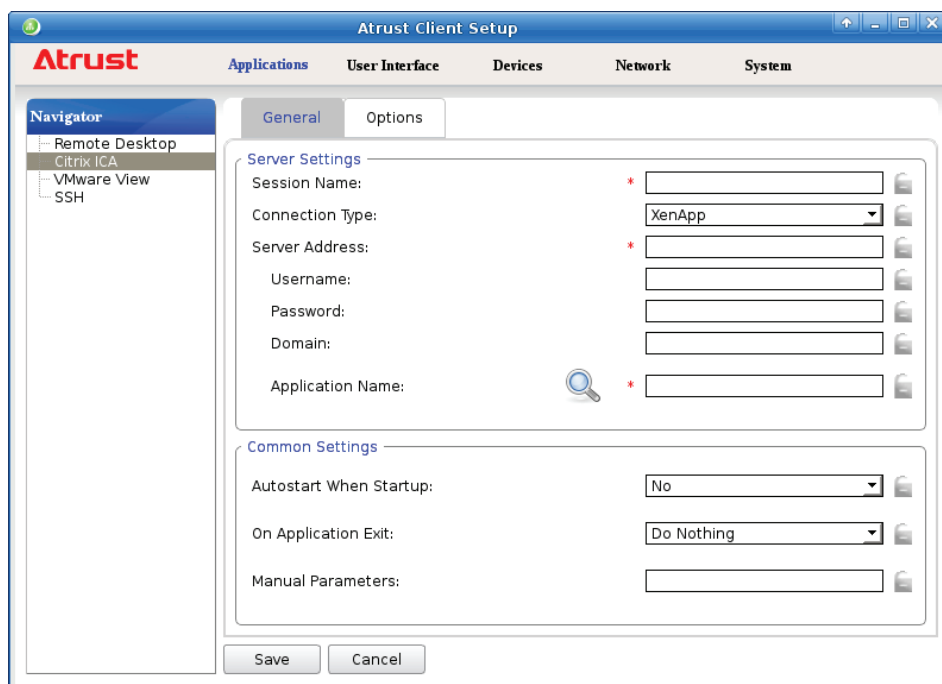 Atrust Client Setup
Atrust
Applications User Interface Devices Network System
Navigator
Remote Desktop
Citrix ICA
VMware View
SSH
General Options
Server Settings
Session Name: *
Connection Type: XenApp
Server Address: *
Username:
Password:
Domain:
Application Name: *
Common Settings
Autostart When Startup: No
On Application Exit: Do Nothing
Manual Parameters:
Save Cancel